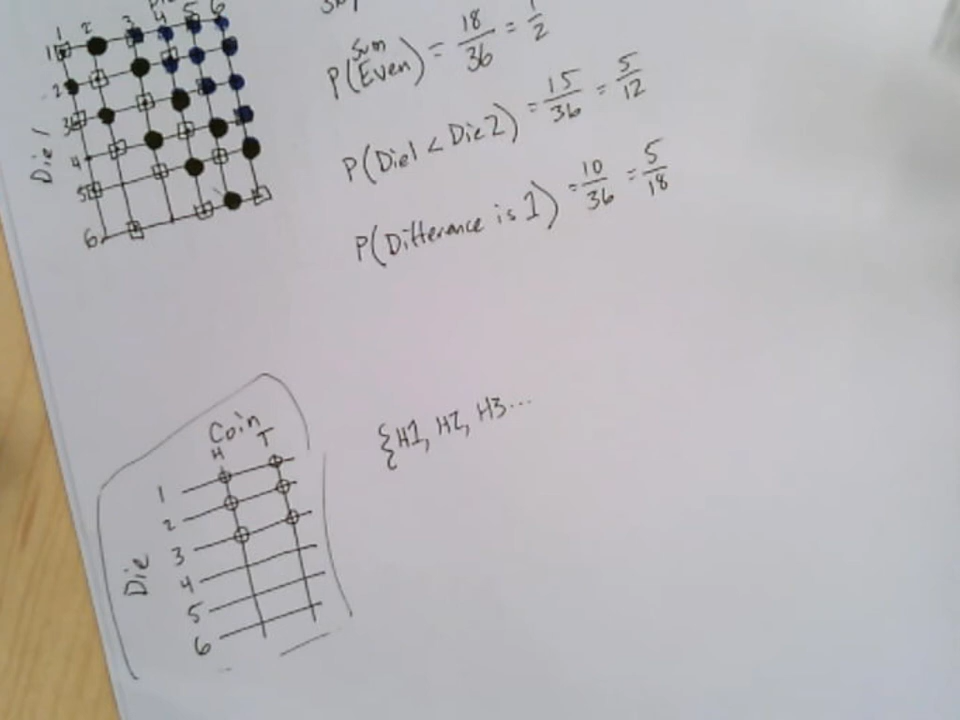 1 2 3 4 5 6
1
2
3
4
5
6
Die 1
Sum
P(Even) = 18/36 = 1/2
P(Die1 < Die2) = 15/36 = 5/12
P(Difference is 1) = 10/36 = 5/18
Coin
H T
1
2
3
4
5
6
Die
{H1, H2, H3...